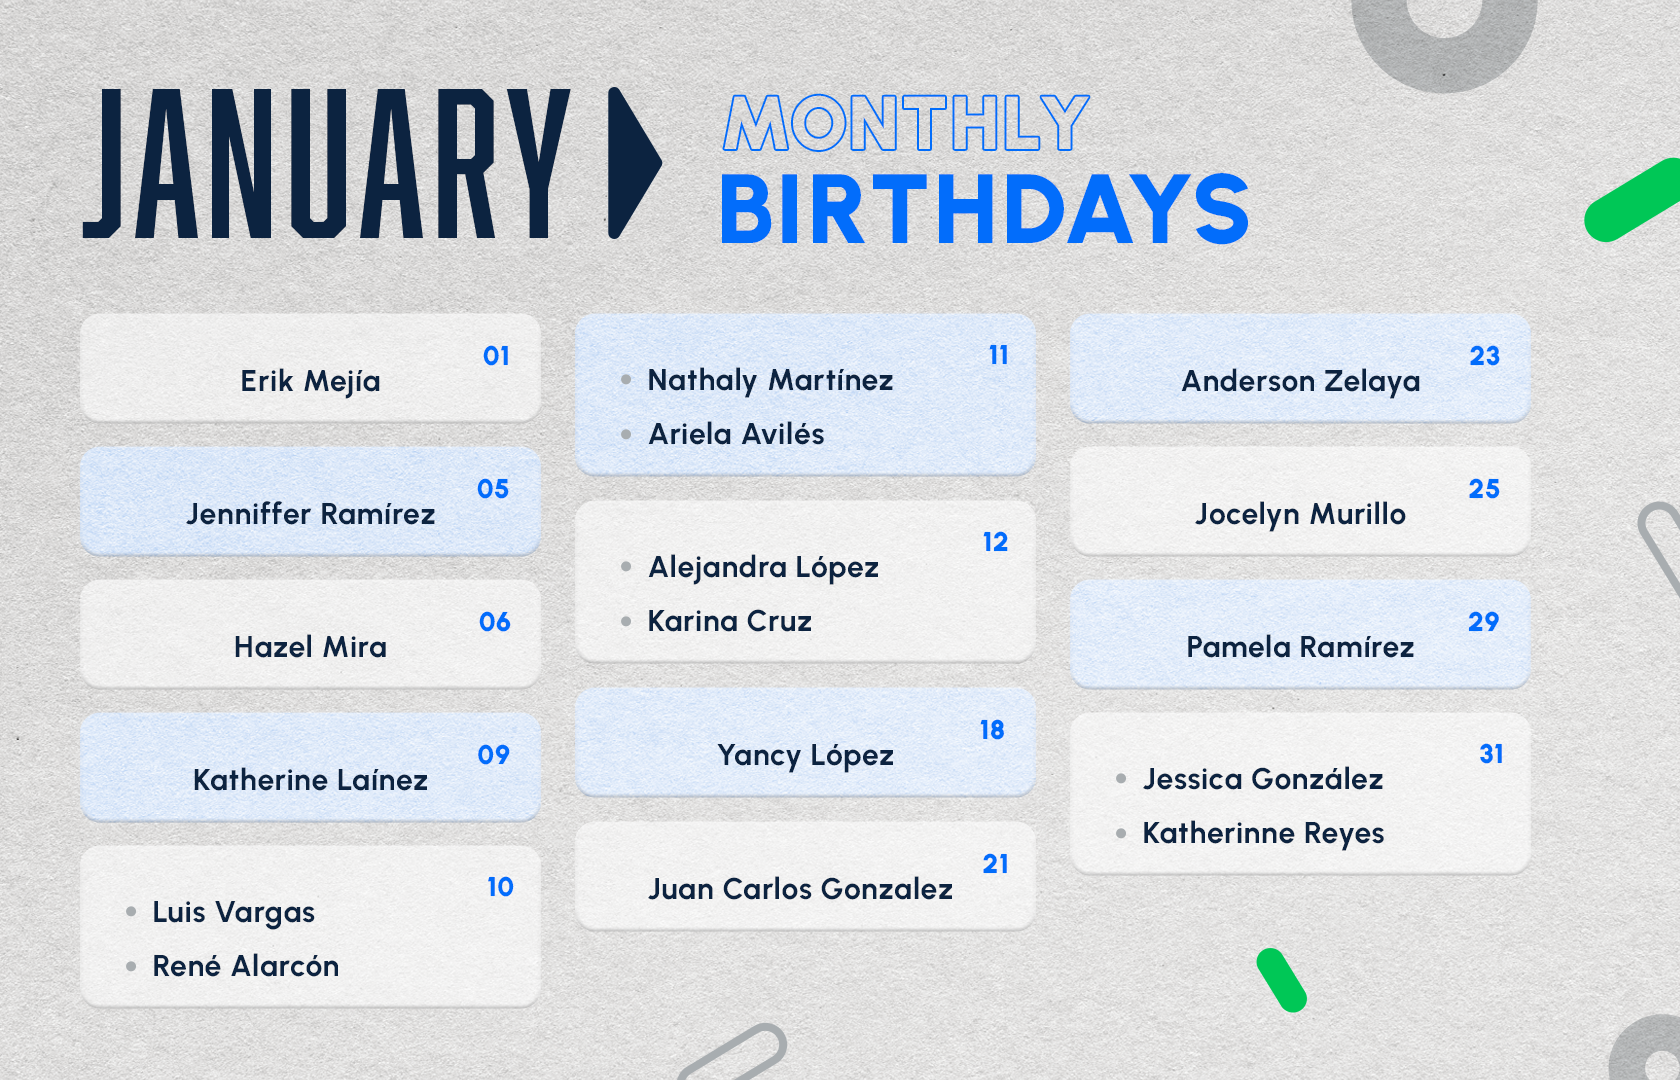 JANUARY
MONTHLY
BIRTHDAYS
01
Erik Mejía
05
Jenniffer Ramírez
06
Hazel Mira
09
Katherine Laínez
10
Luis Vargas
René Alarcón
11
Nathaly Martínez
Ariela Avilés
12
Alejandra López
Karina Cruz
18
Yancy López
21
Juan Carlos Gonzalez
23
Anderson Zelaya
25
Jocelyn Murillo
29
Pamela Ramírez
31
Jessica González
Katherinne Reyes